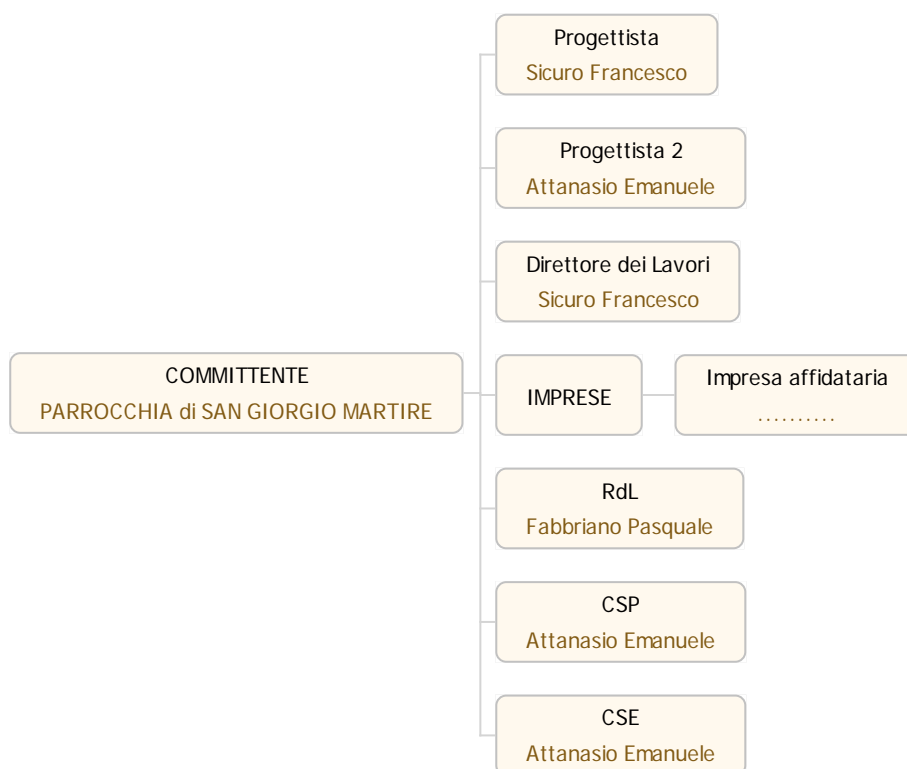 Progettista
Sicuro Francesco
Progettista 2
Attanasio Emanuele
Direttore dei Lavori
Sicuro Francesco
COMMITTENTE
PARROCCHIA di SAN GIORGIO MARTIRE
IMPRESE
Impresa affidataria
..........
RdL
Fabbriano Pasquale
CSP
Attanasio Emanuele
CSE
Attanasio Emanuele